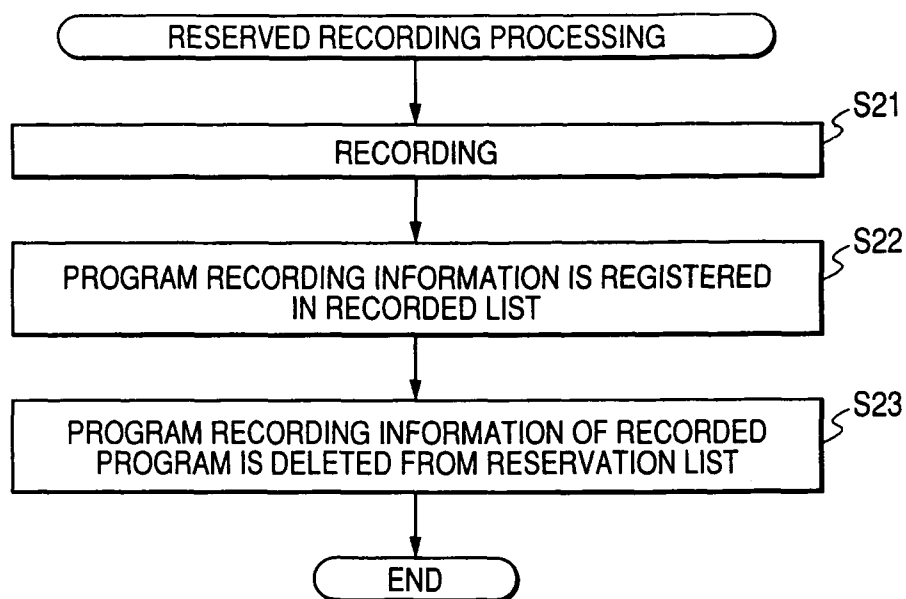 RESERVED RECORDING PROCESSING
S21
RECORDING
S22
PROGRAM RECORDING INFORMATION IS REGISTERED
IN RECORDED LIST
S23
PROGRAM RECORDING INFORMATION OF RECORDED
PROGRAM IS DELETED FROM RESERVATION LIST
END